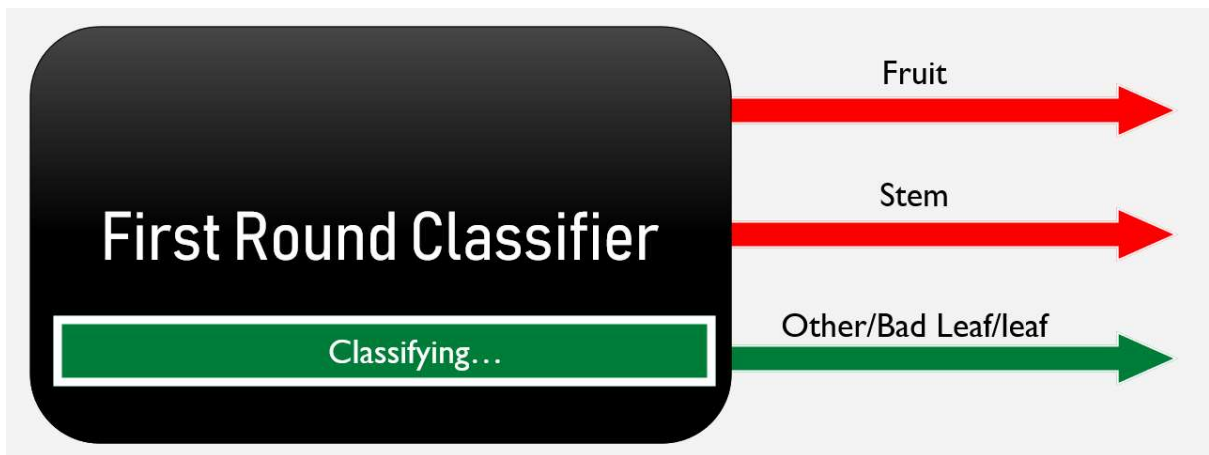 First Round Classifier
Classifying...
Fruit
Stem
Other/Bad Leaf/leaf